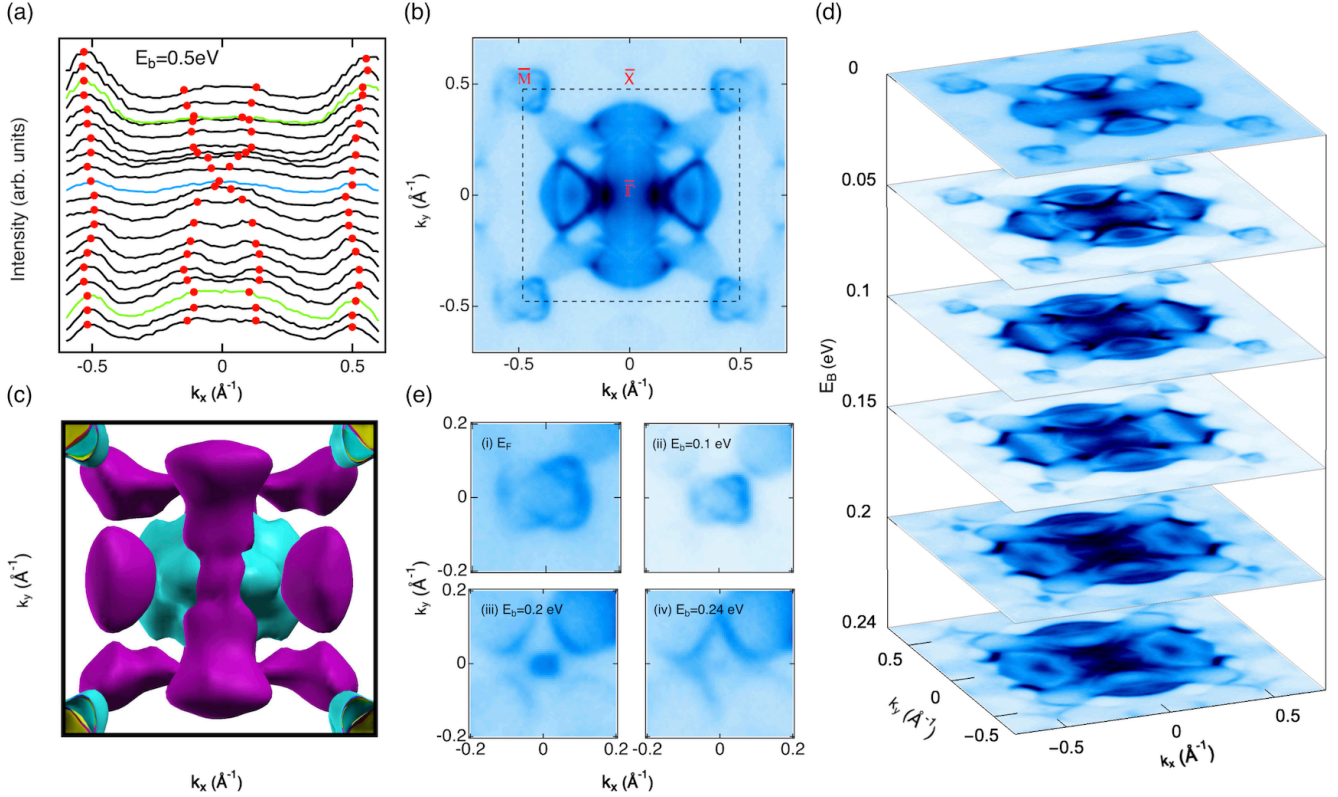 (a)
E_b=0.5eV
Intensity (arb. units)
-0.5 0 0.5
k_x (Å⁻¹)
(b)
M̅ X̅
Γ̅
0.5
0
-0.5
k_y (Å⁻¹)
-0.5 0 0.5
k_x (Å⁻¹)
(c)
k_y (Å⁻¹)
k_x (Å⁻¹)
(e)
0.2
0
-0.2
(i) E_F
(ii) E_b=0.1 eV
0.2
0
-0.2
(iii) E_b=0.2 eV
(iv) E_b=0.24 eV
k_y (Å⁻¹)
-0.2 0 0.2
-0.2 0 0.2
k_x (Å⁻¹)
(d)
0
0.05
0.1
0.15
0.2
0.24
E_B (eV)
0.5
0
-0.5
k_y (Å⁻¹)
-0.5 0 0.5
k_x (Å⁻¹)